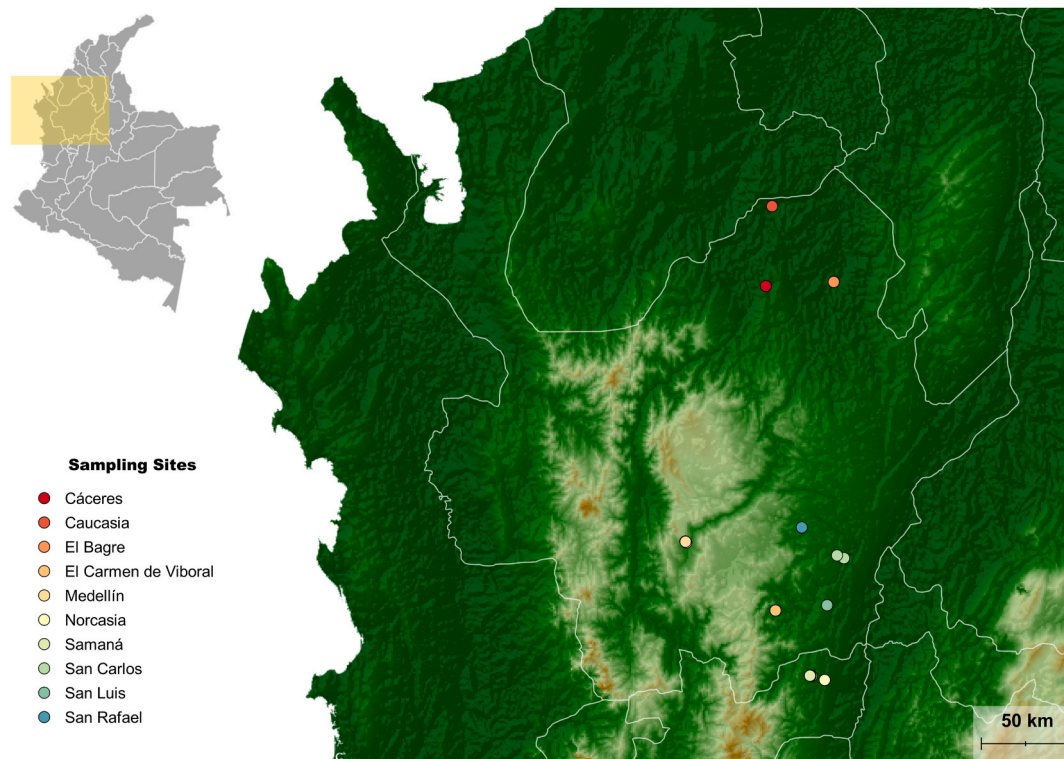 Sampling Sites
Cáceres
Caucasia
El Bagre
El Carmen de Viboral
Medellín
Norcasia
Samaná
San Carlos
San Luis
San Rafael
50 km